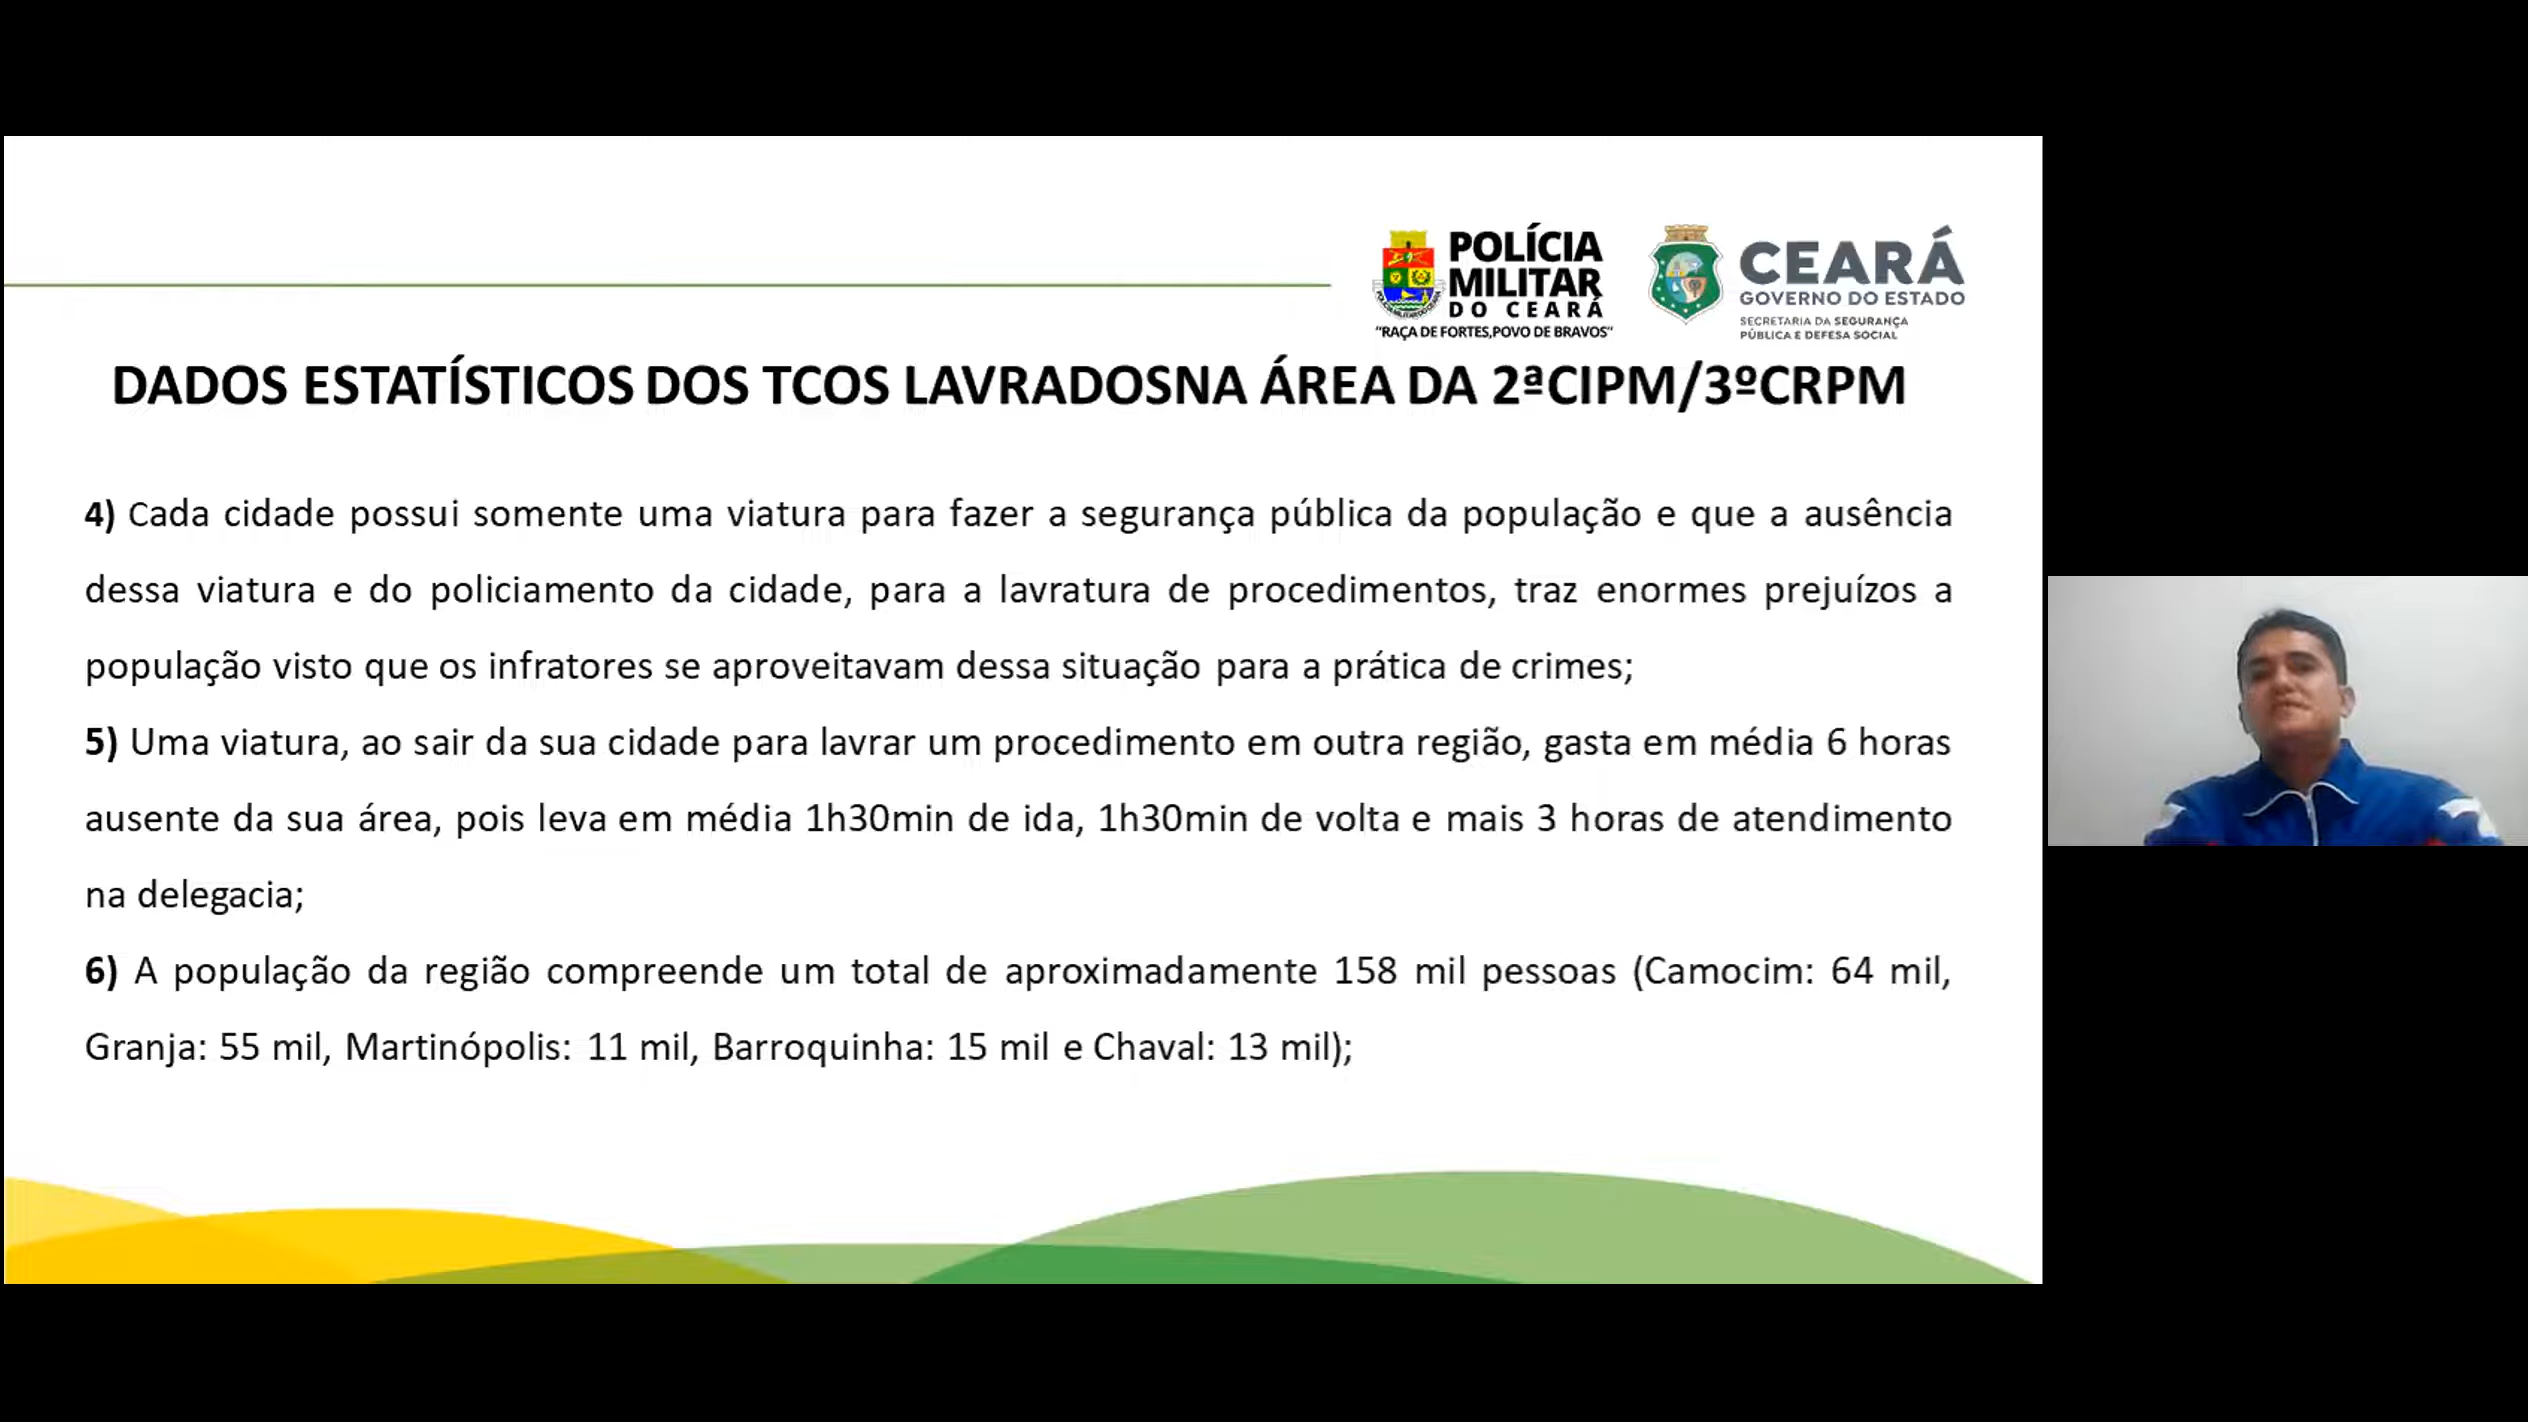 POLÍCIA
MILITAR
DO CEARÁ
"RAÇA DE FORTES,POVO DE BRAVOS"
CEARÁ
GOVERNO DO ESTADO
SECRETARIA DA SEGURANÇA
PÚBLICA E DEFESA SOCIAL
DADOS ESTATÍSTICOS DOS TCOS LAVRADOSNA ÁREA DA 2ªCIPM/3ºCRPM
4) Cada cidade possui somente uma viatura para fazer a segurança pública da população e que a ausência
dessa viatura e do policiamento da cidade, para a lavratura de procedimentos, traz enormes prejuízos a
população visto que os infratores se aproveitavam dessa situação para a prática de crimes;
5) Uma viatura, ao sair da sua cidade para lavrar um procedimento em outra região, gasta em média 6 horas
ausente da sua área, pois leva em média 1h30min de ida, 1h30min de volta e mais 3 horas de atendimento
na delegacia;
6) A população da região compreende um total de aproximadamente 158 mil pessoas (Camocim: 64 mil,
Granja: 55 mil, Martinópolis: 11 mil, Barroquinha: 15 mil e Chaval: 13 mil);